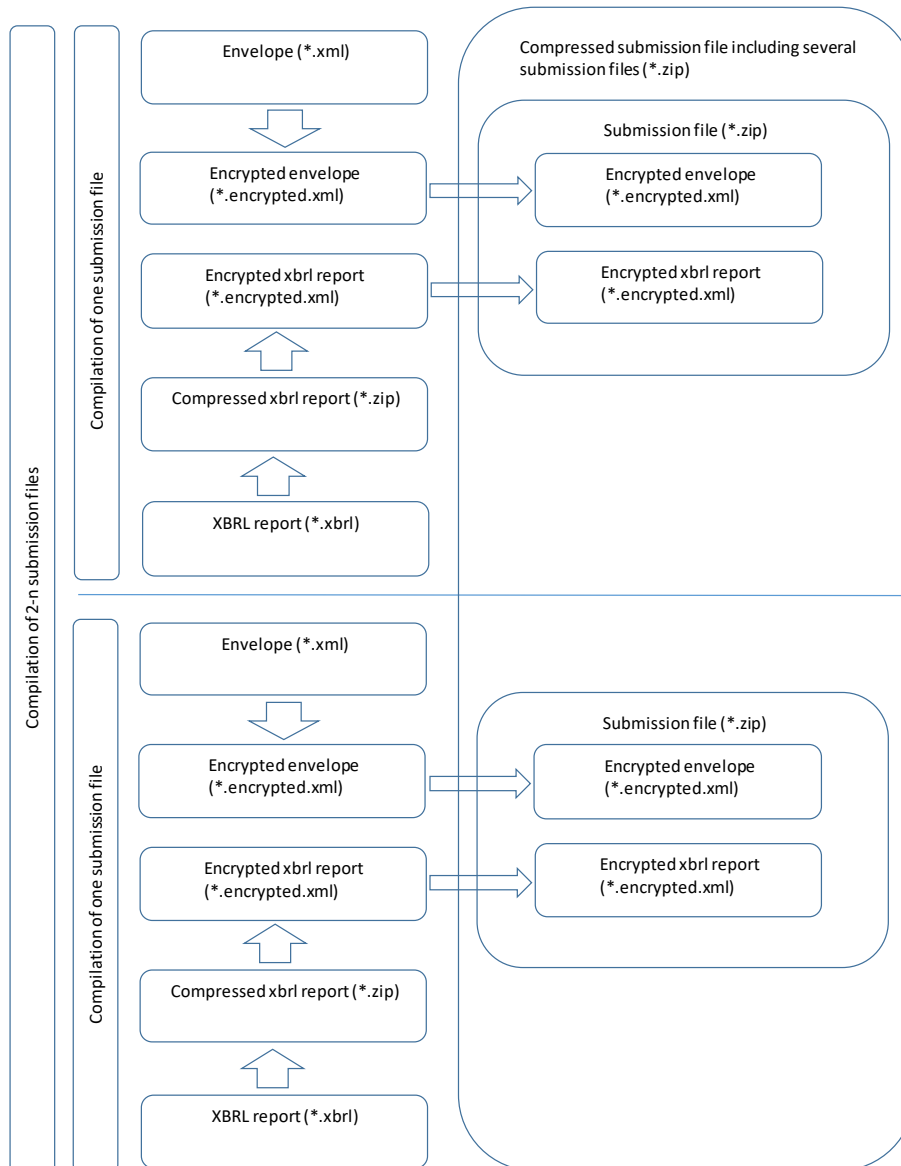 Compilation of 2-n submission files
Compilation of one submission file
Envelope (*.xml)
Encrypted envelope
(*.encrypted.xml)
Encrypted xbrl report
(*.encrypted.xml)
Compressed xbrl report (*.zip)
XBRL report (*.xbrl)
Compressed submission file including several
submission files (*.zip)
Submission file (*.zip)
Encrypted envelope
(*.encrypted.xml)
Encrypted xbrl report
(*.encrypted.xml)
Compilation of one submission file
Envelope (*.xml)
Encrypted envelope
(*.encrypted.xml)
Encrypted xbrl report
(*.encrypted.xml)
Compressed xbrl report (*.zip)
XBRL report (*.xbrl)
Submission file (*.zip)
Encrypted envelope
(*.encrypted.xml)
Encrypted xbrl report
(*.encrypted.xml)